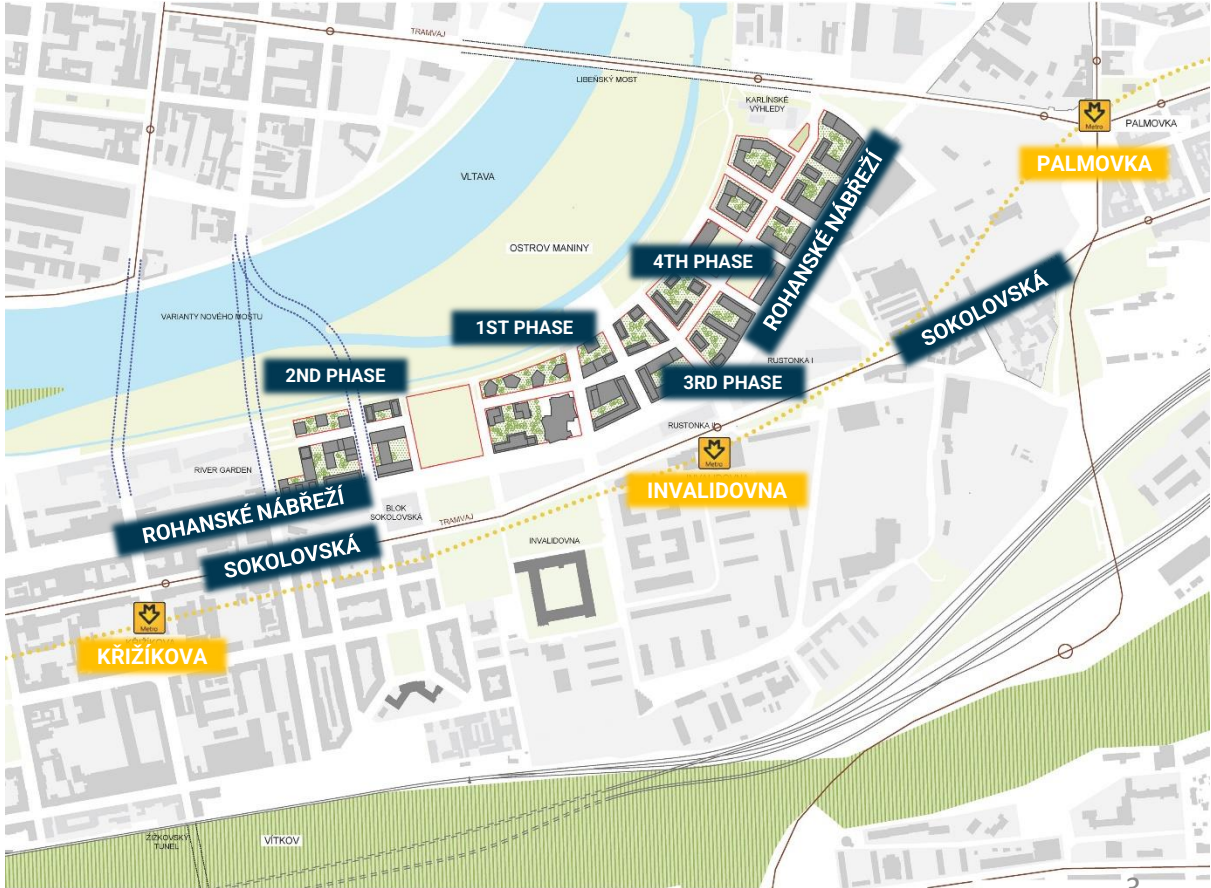 TRAMVAJ
LIBEŇSKÝ MOST
KARLÍNSKÉ
VÝHLEDY
Metro
PALMOVKA
PALMOVKA
VLTAVA
OSTROV MANINY
ROHANSKÉ NÁBŘEŽÍ
4TH PHASE
SOKOLOVSKÁ
VARIANTY NOVÉHO MOSTU
1ST PHASE
RUSTONKA I
2ND PHASE
3RD PHASE
RUSTONKA II
Metro
INVALIDOVNA
RIVER GARDEN
ROHANSKÉ NÁBŘEŽÍ
BLOK
SOKOLOVSKÁ
TRAMVAJ
SOKOLOVSKÁ
INVALIDOVNA
Metro
KŘIŽÍKOVA
ŽIŽKOVSKÝ
TUNEL
VÍTKOV